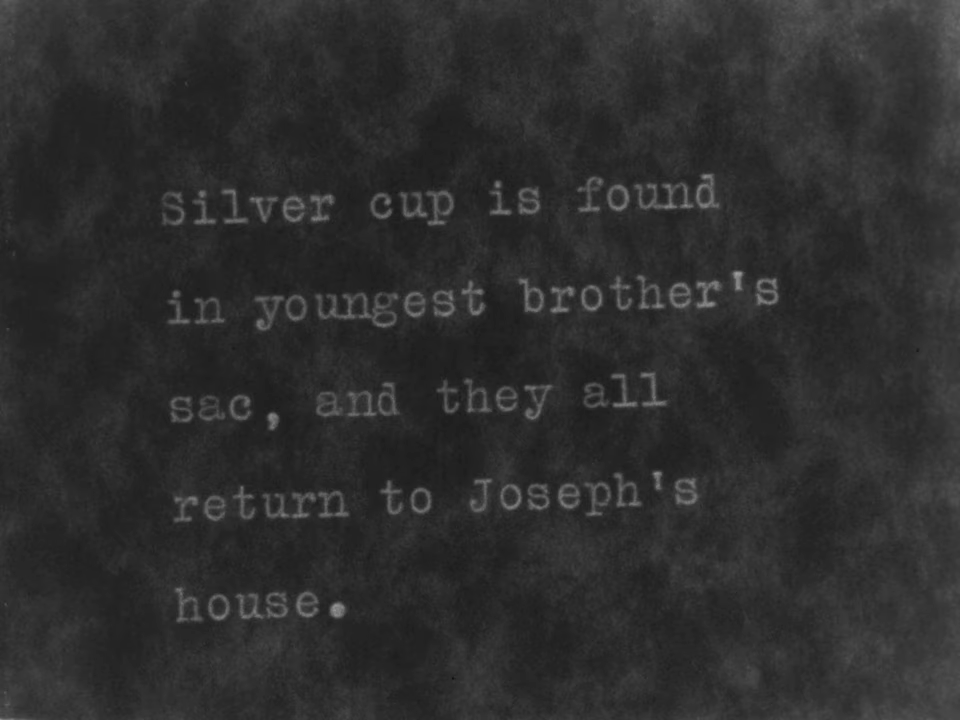 Silver cup is found
in youngest brother's
sac, and they all
return to Joseph's
house.